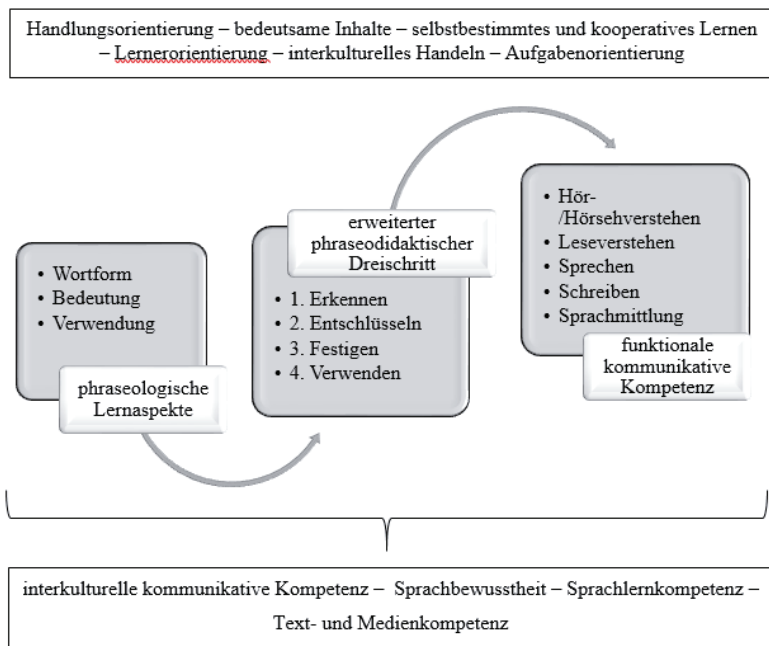 Handlungsorientierung – bedeutsame Inhalte – selbstbestimmtes und kooperatives Lernen
– Lernerorientierung – interkulturelles Handeln – Aufgabenorientierung
• Wortform
• Bedeutung
• Verwendung
phraseologische
Lernaspekte
erweiterter
phraseodidaktischer
Dreischritt
• 1. Erkennen
• 2. Entschlüsseln
• 3. Festigen
• 4. Verwenden
• Hör-
/Hörsehverstehen
• Leseverstehen
• Sprechen
• Schreiben
• Sprachmittlung
funktionale
kommunikative
Kompetenz
interkulturelle kommunikative Kompetenz – Sprachbewusstheit – Sprachlernkompetenz –
Text- und Medienkompetenz